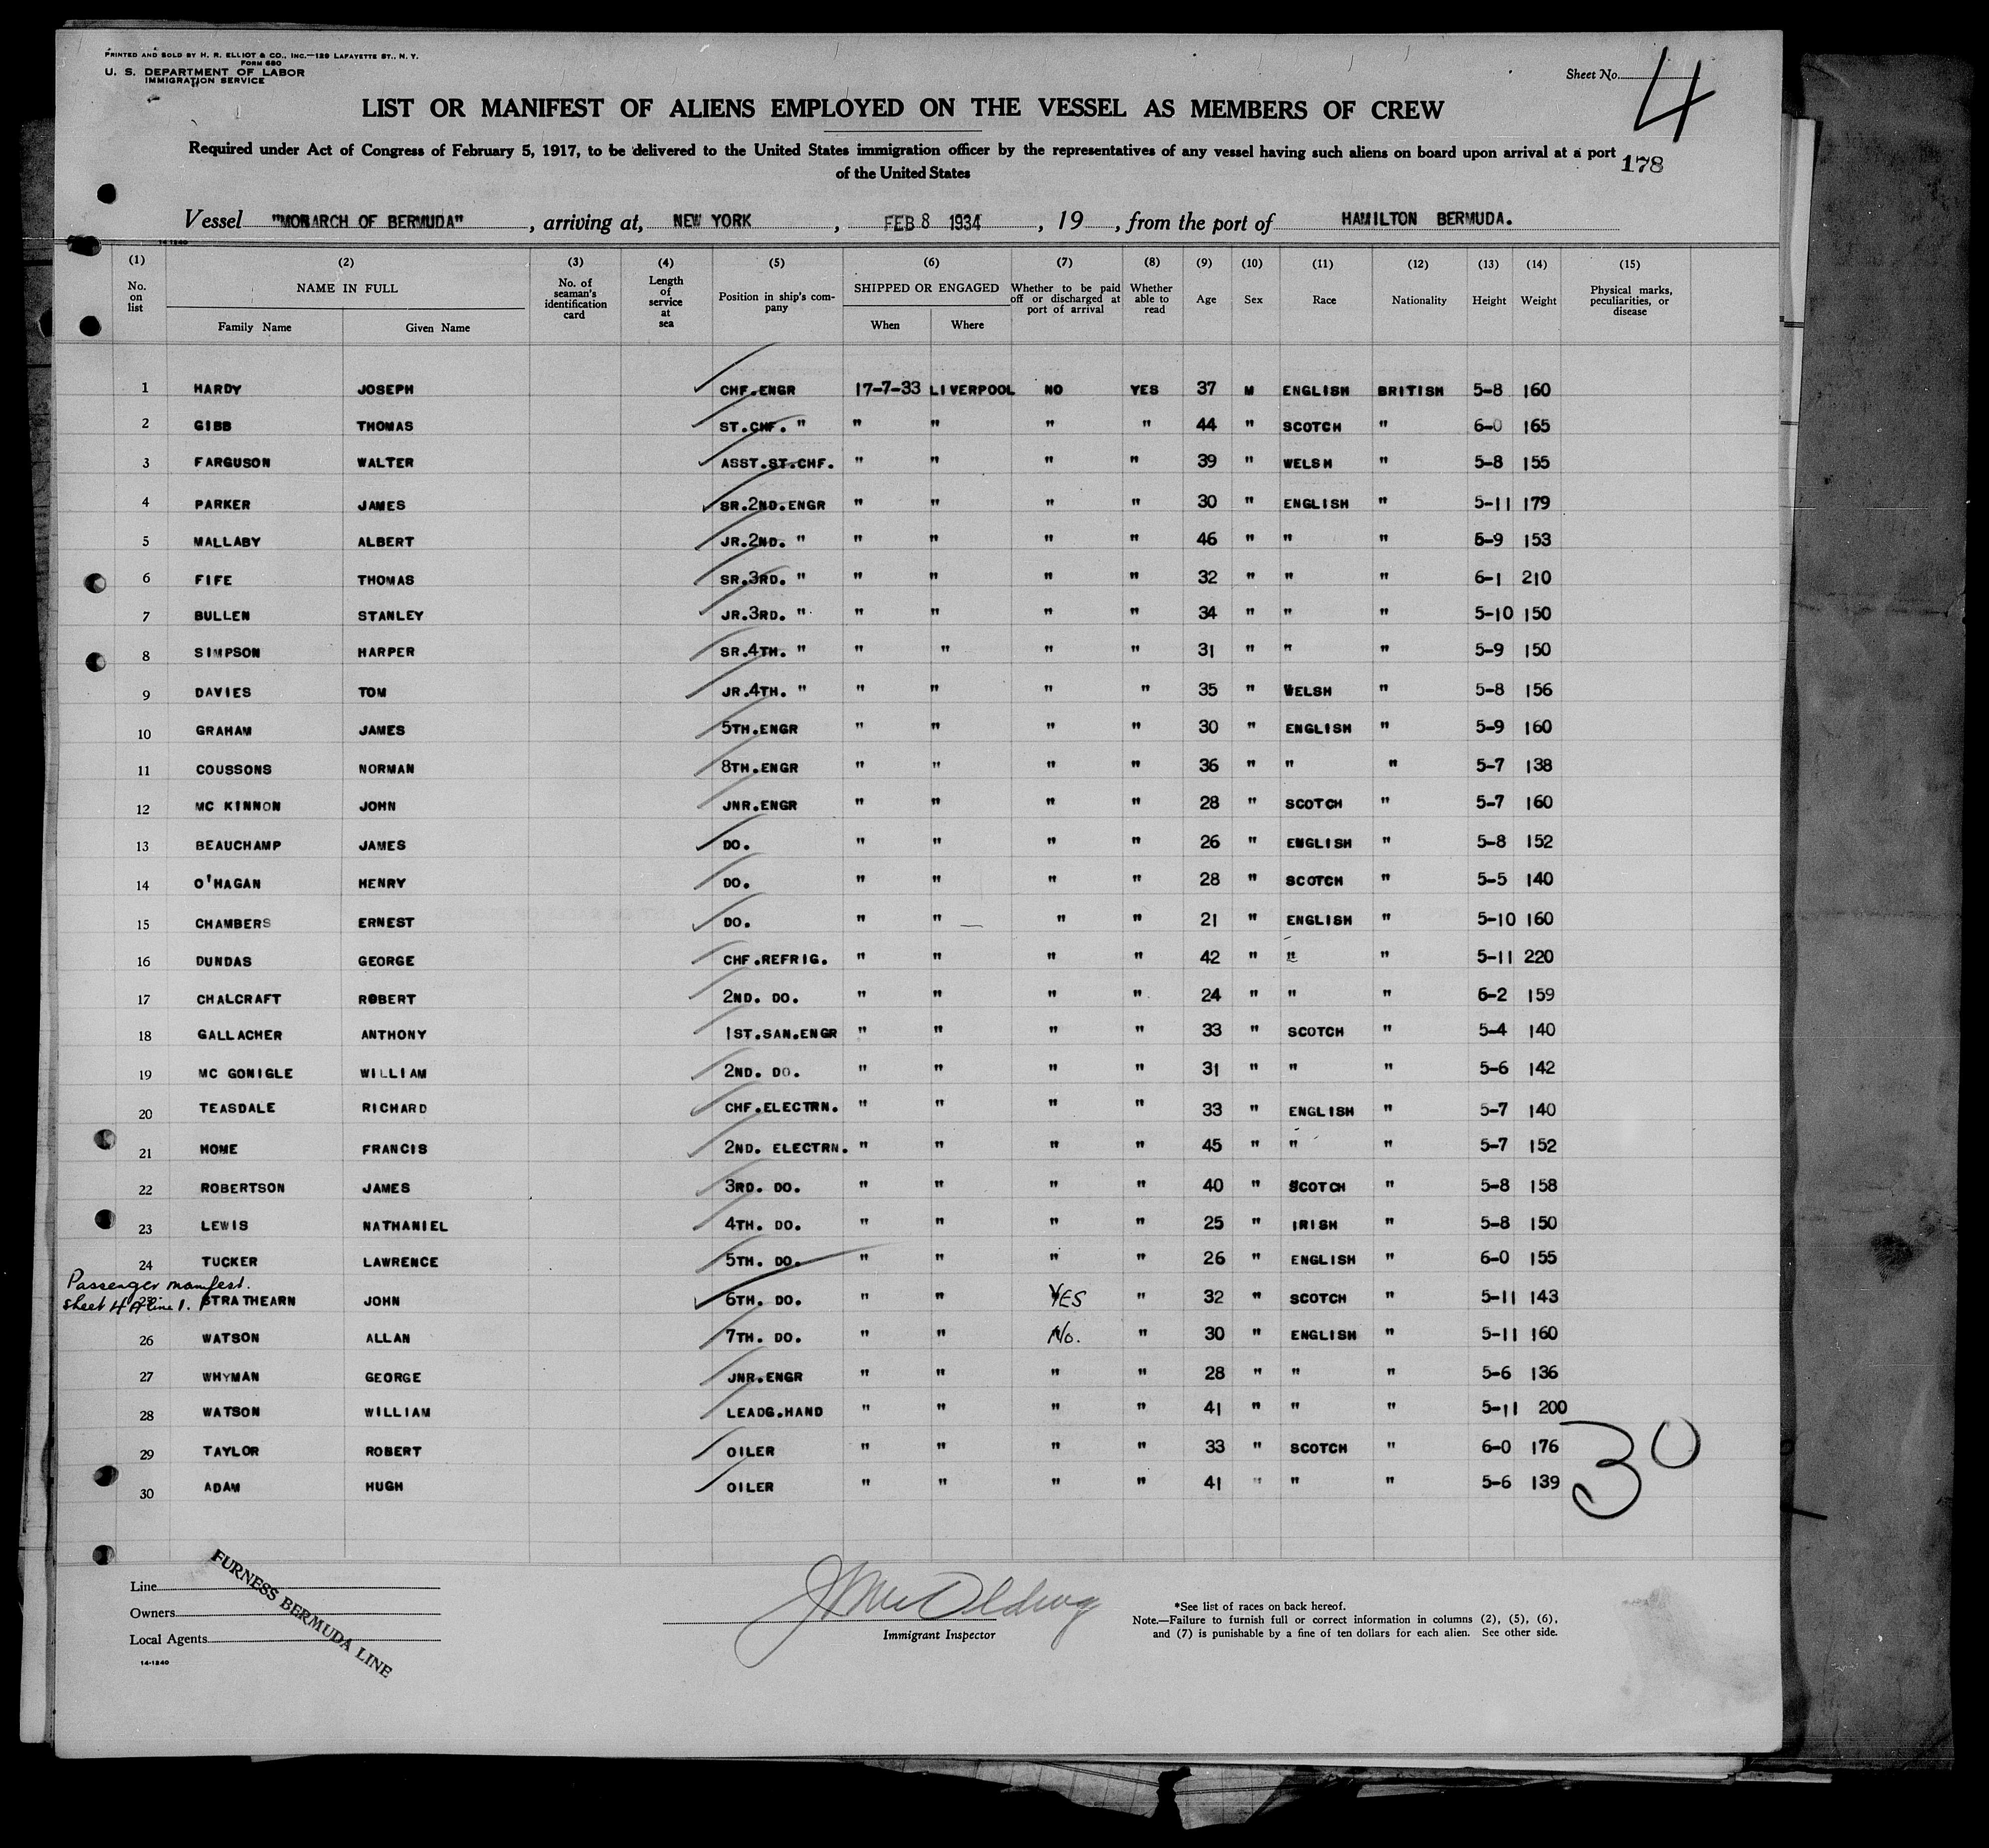 PRINTED AND SOLD BY H. R. ELLIOT & CO., INC.—129 LAFAYETTE ST., N. Y.
FORM 680
U. S. DEPARTMENT OF LABOR
IMMIGRATION SERVICE
Sheet No. 4
LIST OR MANIFEST OF ALIENS EMPLOYED ON THE VESSEL AS MEMBERS OF CREW
Required under Act of Congress of February 5, 1917, to be delivered to the United States immigration officer by the representatives of any vessel having such aliens on board upon arrival at a port
of the United States
178
Vessel "MONARCH OF BERMUDA", arriving at, NEW YORK, FEB 8 1934, 19, from the port of HAMILTON BERMUDA.
14-1240
(1) (2) (3) (4) (5) (6) (7) (8) (9) (10) (11) (12) (13) (14) (15)
No. on list NAME IN FULL No. of seaman's identification card Length of service at sea Position in ship's company SHIPPED OR ENGAGED Whether to be paid off or discharged at port of arrival Whether able to read Age Sex Race Nationality Height Weight Physical marks, peculiarities, or disease
Family Name Given Name When Where
1 HARDY JOSEPH CHF.ENGR 17-7-33 LIVERPOOL NO YES 37 M ENGLISH BRITISH 5-8 160
2 GIBB THOMAS ST.CHF. " " " " " 44 " SCOTCH " 6-0 165
3 FARGUSON WALTER ASST.ST.CHF. " " " " 39 " WELSH " 5-8 155
4 PARKER JAMES SR.2ND.ENGR " " " " 30 " ENGLISH " 5-11 179
5 MALLABY ALBERT JR.2ND. " " " " " 46 " " " 5-9 153
6 FIFE THOMAS SR.3RD. " " " " " 32 " " " 6-1 210
7 BULLEN STANLEY JR.3RD. " " " " " 34 " " " 5-10 150
8 SIMPSON HARPER SR.4TH. " " " " " 31 " " " 5-9 150
9 DAVIES TOM JR.4TH. " " " " " 35 " WELSH " 5-8 156
10 GRAHAM JAMES 5TH.ENGR " " " " 30 " ENGLISH " 5-9 160
11 COUSSONS NORMAN 8TH.ENGR " " " " 36 " " " 5-7 138
12 MC KINNON JOHN JNR.ENGR " " " " 28 " SCOTCH " 5-7 160
13 BEAUCHAMP JAMES DO. " " " " 26 " ENGLISH " 5-8 152
14 O'HAGAN HENRY DO. " " " " 28 " SCOTCH " 5-5 140
15 CHAMBERS ERNEST DO. " " " " 21 " ENGLISH " 5-10 160
16 DUNDAS GEORGE CHF.REFRIG. " " " " 42 " " " 5-11 220
17 CHALCRAFT ROBERT 2ND. DO. " " " " 24 " " " 6-2 159
18 GALLACHER ANTHONY 1ST.SAN.ENGR " " " " 33 " SCOTCH " 5-4 140
19 MC GONIGLE WILLIAM 2ND. DO. " " " " 31 " " " 5-6 142
20 TEASDALE RICHARD CHF.ELECTRN. " " " " 33 " ENGLISH " 5-7 140
21 HOME FRANCIS 2ND. ELECTRN. " " " " 45 " " " 5-7 152
22 ROBERTSON JAMES 3RD. DO. " " " " 40 " SCOTCH " 5-8 158
23 LEWIS NATHANIEL 4TH. DO. " " " " 25 " IRISH " 5-8 150
24 TUCKER LAWRENCE 5TH. DO. " " " " 26 " ENGLISH " 6-0 155
Passenger manifest.
sheet 4 A line 1. 25 STRATHEARN JOHN 6TH. DO. " " YES " 32 " SCOTCH " 5-11 143
26 WATSON ALLAN 7TH. DO. " " No. " 30 " ENGLISH " 5-11 160
27 WHYMAN GEORGE JNR.ENGR " " " " 28 " " " 5-6 136
28 WATSON WILLIAM LEADG.HAND " " " " 41 " " " 5-11 200
29 TAYLOR ROBERT OILER " " " " 33 " SCOTCH " 6-0 176
30 ADAM HUGH OILER " " " " 41 " " " 5-6 139
30
Line
Owners
Local Agents
FURNESS BERMUDA LINE
14-1240
Immigrant Inspector
*See list of races on back hereof.
Note.—Failure to furnish full or correct information in columns (2), (5), (6),
and (7) is punishable by a fine of ten dollars for each alien. See other side.